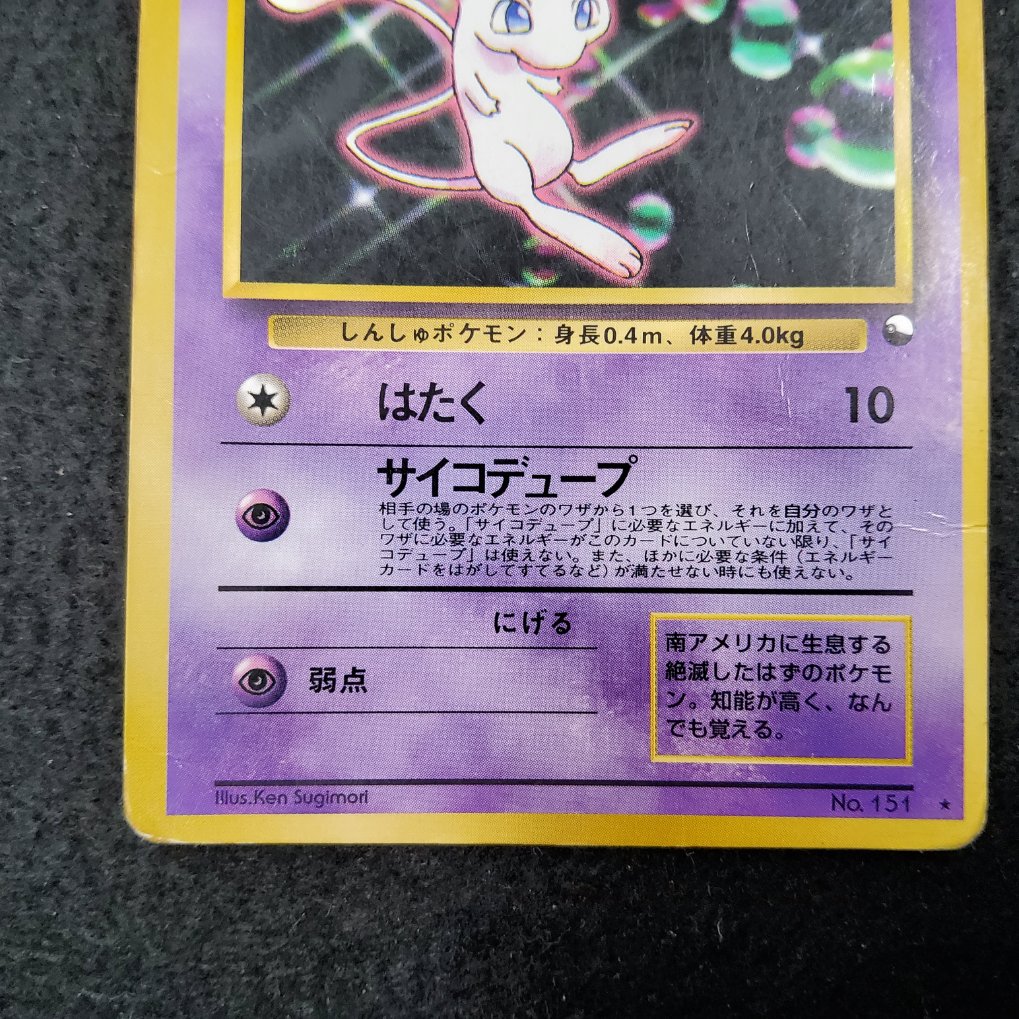 しんしゅポケモン：身長0.4m、体重4.0kg
はたく 10
サイコデュープ
相手の場のポケモンのワザから1つを選び、それを自分のワザと
して使う。「サイコデュープ」に必要なエネルギーに加えて、その
ワザに必要なエネルギーがこのカードについていない限り、「サイ
コデュープ」は使えない。また、ほかに必要な条件（エネルギー
カードをはがしてすてるなど）が満たせない時にも使えない。
にげる
弱点
南アメリカに生息する
絶滅したはずのポケモ
ン。知能が高く、なん
でも覚える。
Illus.Ken Sugimori
No. 151 ★